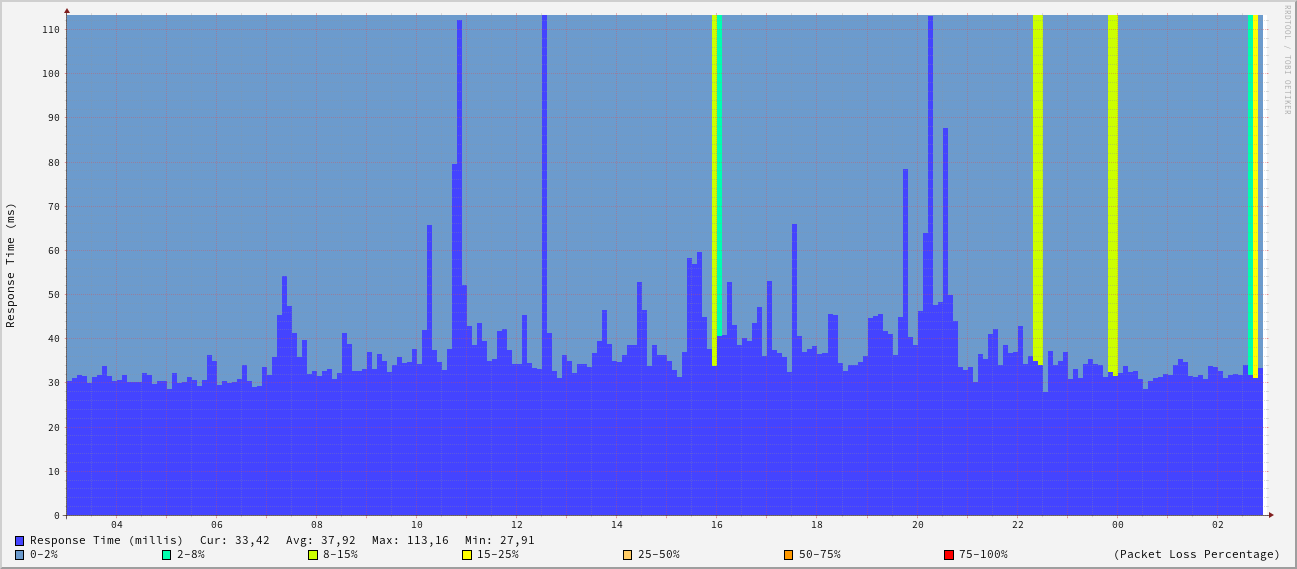 RRDTOOL / TOBI OETIKER
Response Time (ms)
110
100
90
80
70
60
50
40
30
20
10
0
04 06 08 10 12 14 16 18 20 22 00 02
Response Time (millis) Cur: 33,42 Avg: 37,92 Max: 113,16 Min: 27,91
0-2% 2-8% 8-15% 15-25% 25-50% 50-75% 75-100% (Packet Loss Percentage)